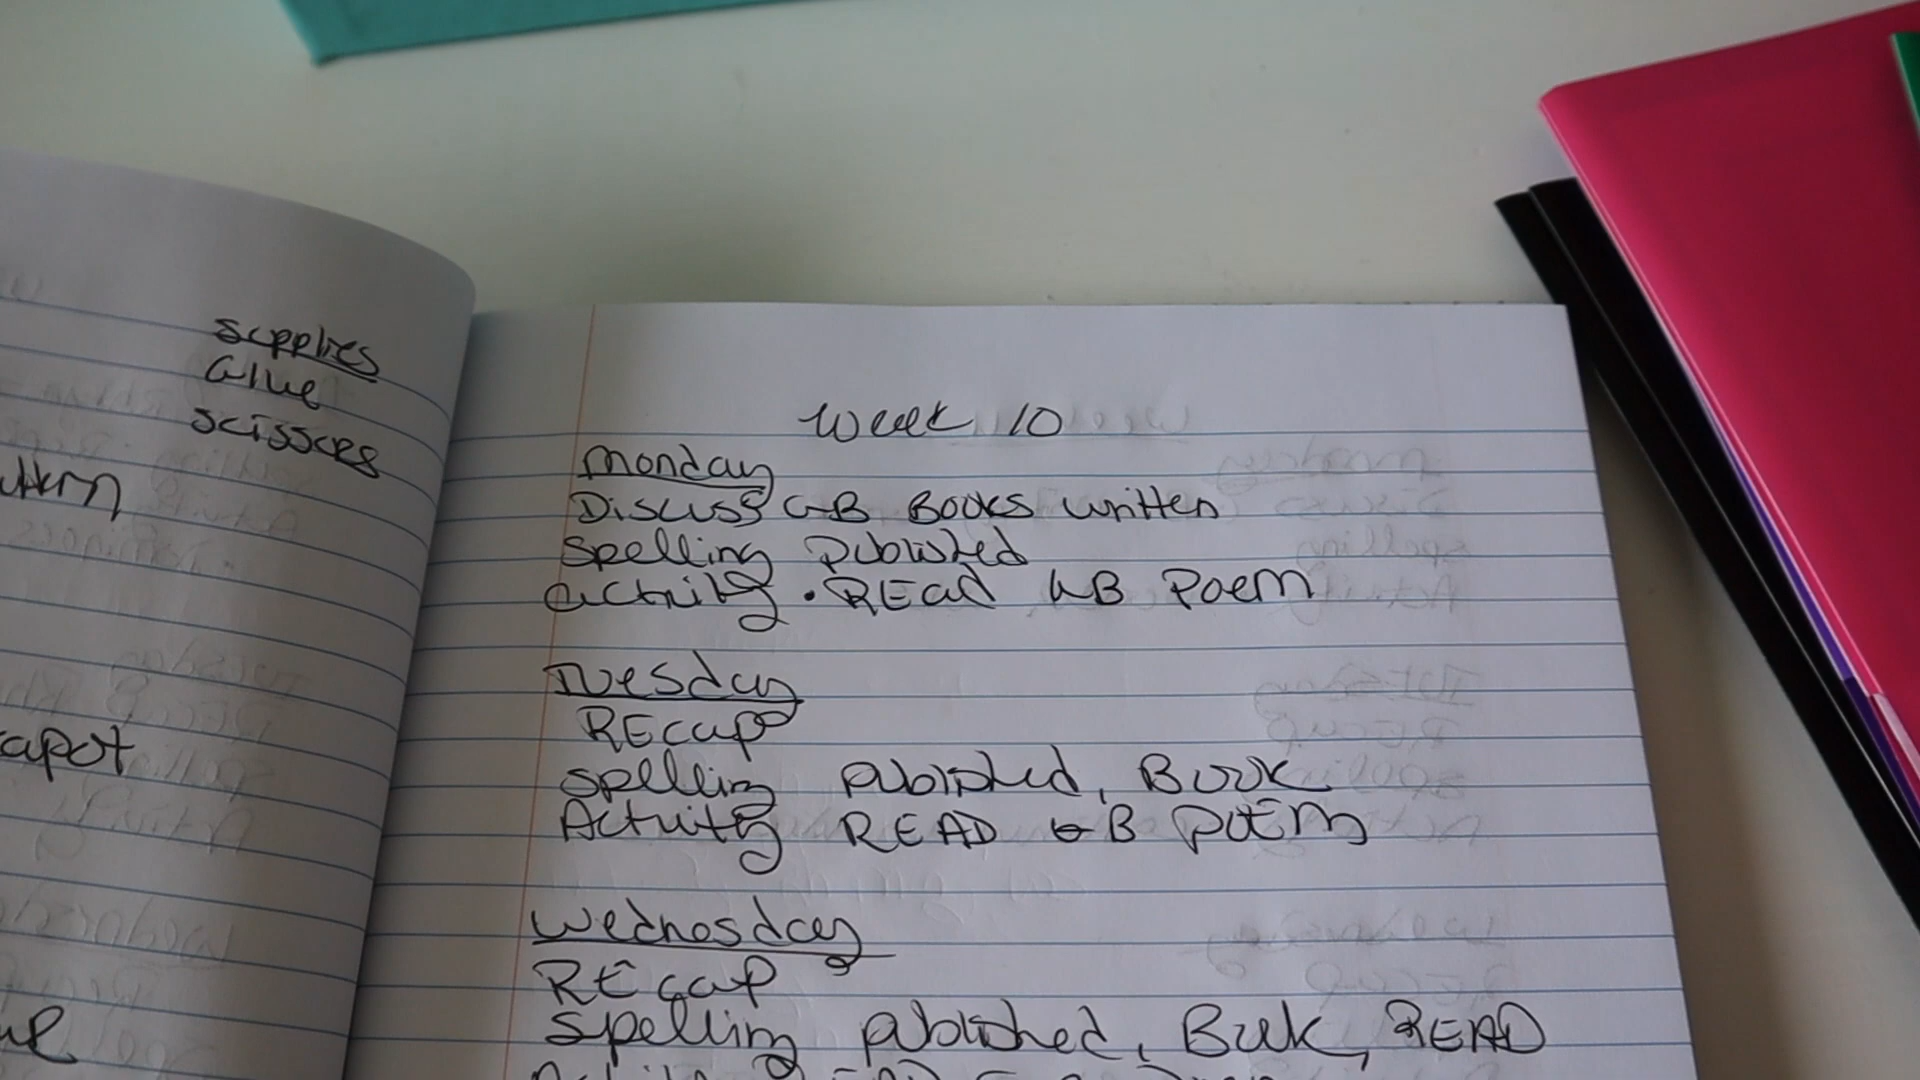 supplies
Glue
scissors
apot
Week 10
Monday
Discuss GB Books written
Spelling published
Activity • READ GB Poem
Tuesday
RECAP
Spelling published, Book
Activity READ GB POEM
Wednesday
RECAP
Spelling published, Book, READ